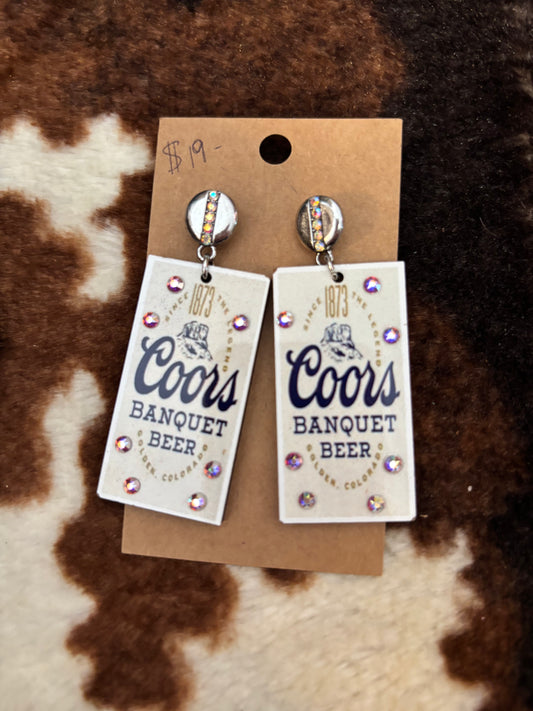 $19-
SINCE 1873 THE LEGEND
Coors
BANQUET
BEER
GOLDEN, COLORADO
SINCE 1873 THE LEGEND
Coors
BANQUET
BEER
GOLDEN, COLORADO